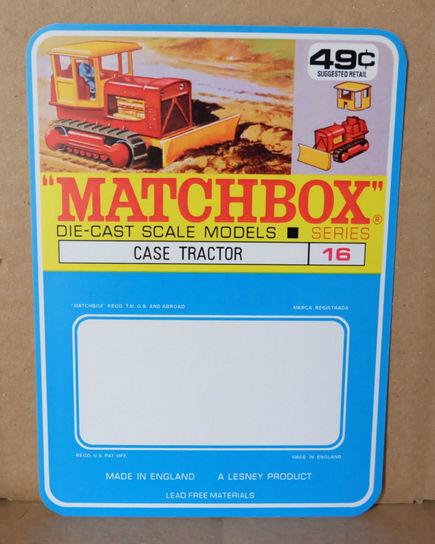 49¢
SUGGESTED RETAIL
"MATCHBOX"®
DIE-CAST SCALE MODELS ■ SERIES
CASE TRACTOR 16
"MATCHBOX" REGD. T.M. G.B. AND ABROAD MARCA REGISTRADA
REGD. U.S. PAT. OFF. MADE IN ENGLAND
MADE IN ENGLAND A LESNEY PRODUCT
LEAD FREE MATERIALS